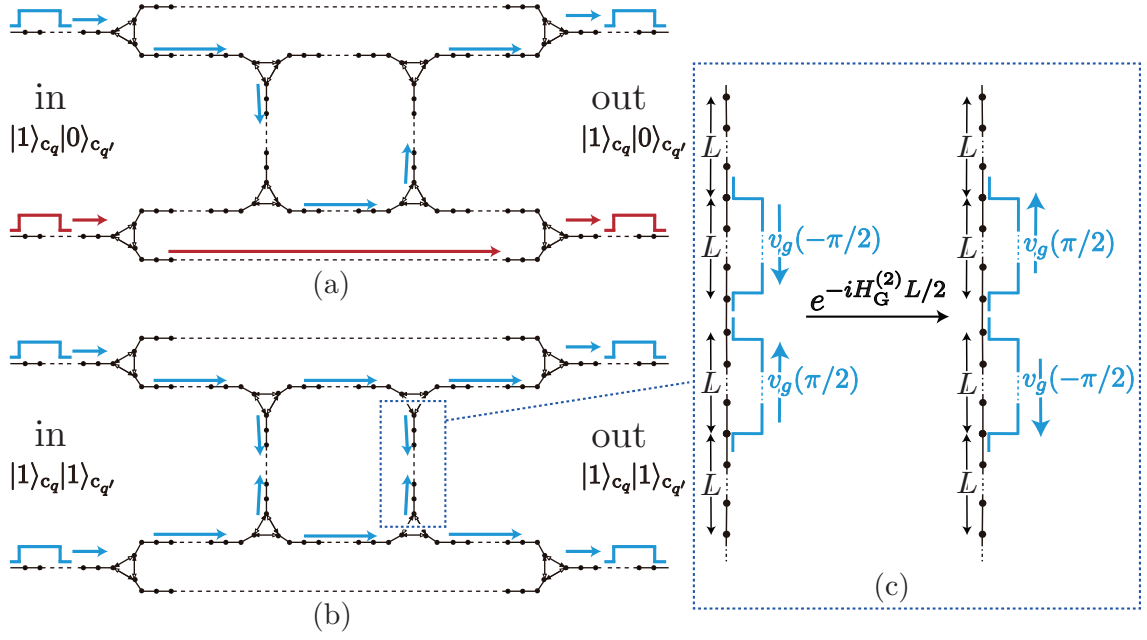 in
|1⟩c_q|0⟩c_q'
out
|1⟩c_q|0⟩c_q'
(a)
in
|1⟩c_q|1⟩c_q'
out
|1⟩c_q|1⟩c_q'
(b)
L
L
L
L
v_g(−π/2)
v_g(π/2)
e^{−iH_G^{(2)}L/2}
L
L
L
L
v_g(π/2)
v_g(−π/2)
(c)